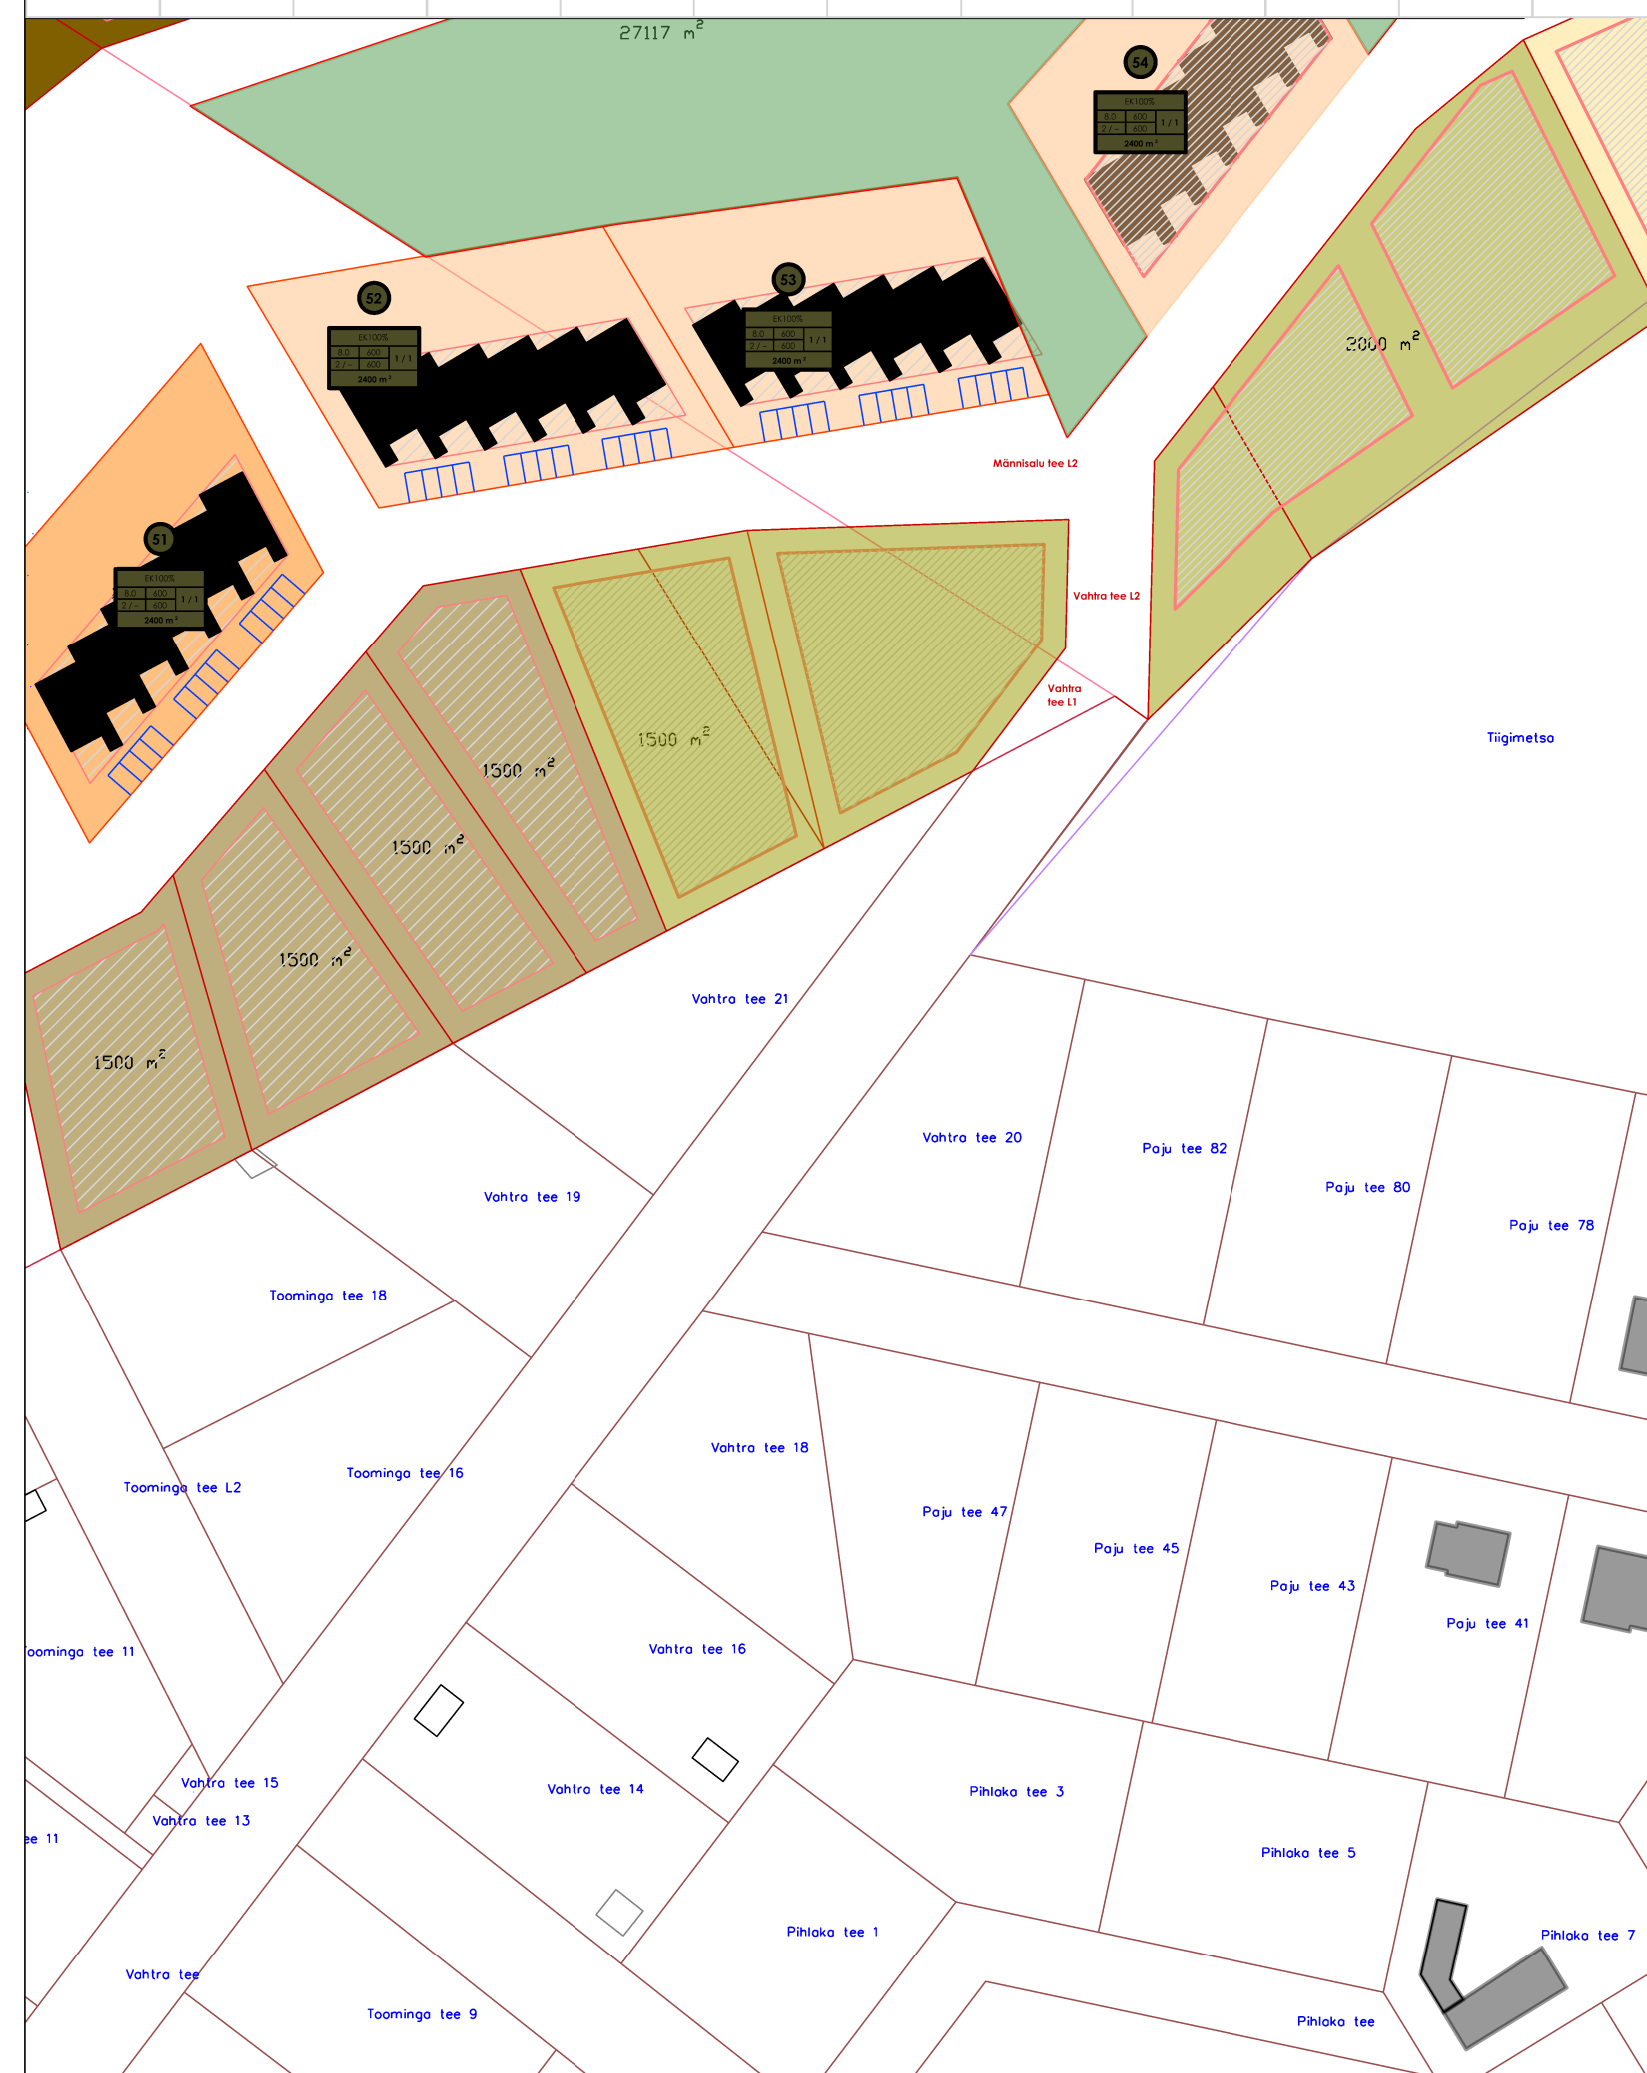 27117 m²
54
EK100%
8.0 600 1 / 1
2 / - 600
2400 m²
53
EK100%
8.0 600 1 / 1
2 / - 600
2400 m²
52
EK100%
8.0 600 1 / 1
2 / - 600
2400 m²
2000 m²
Männisalu tee L2
51
EK100%
8.0 600 1 / 1
2 / - 600
2400 m²
Vahtra tee L2
Vahtra
tee L1
Tiigimetsa
1500 m²
1500 m²
1500 m²
1500 m²
1500 m²
Vahtra tee 21
Vahtra tee 20
Paju tee 82
Paju tee 80
Paju tee 78
Vahtra tee 19
Toominga tee 18
Vahtra tee 18
Toominga tee 16
Toominga tee L2
Paju tee 47
Paju tee 45
Paju tee 43
Paju tee 41
Toominga tee 11
Vahtra tee 16
Vahtra tee 15
Vahtra tee 14
Pihlaka tee 3
Vahtra tee 13
ee 11
Pihlaka tee 5
Pihlaka tee 1
Pihlaka tee 7
Vahtra tee
Toominga tee 9
Pihlaka tee